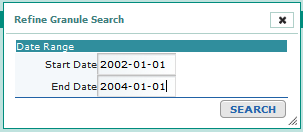 Refine Granule Search
Date Range
Start Date 2002-01-01
End Date 2004-01-01
SEARCH